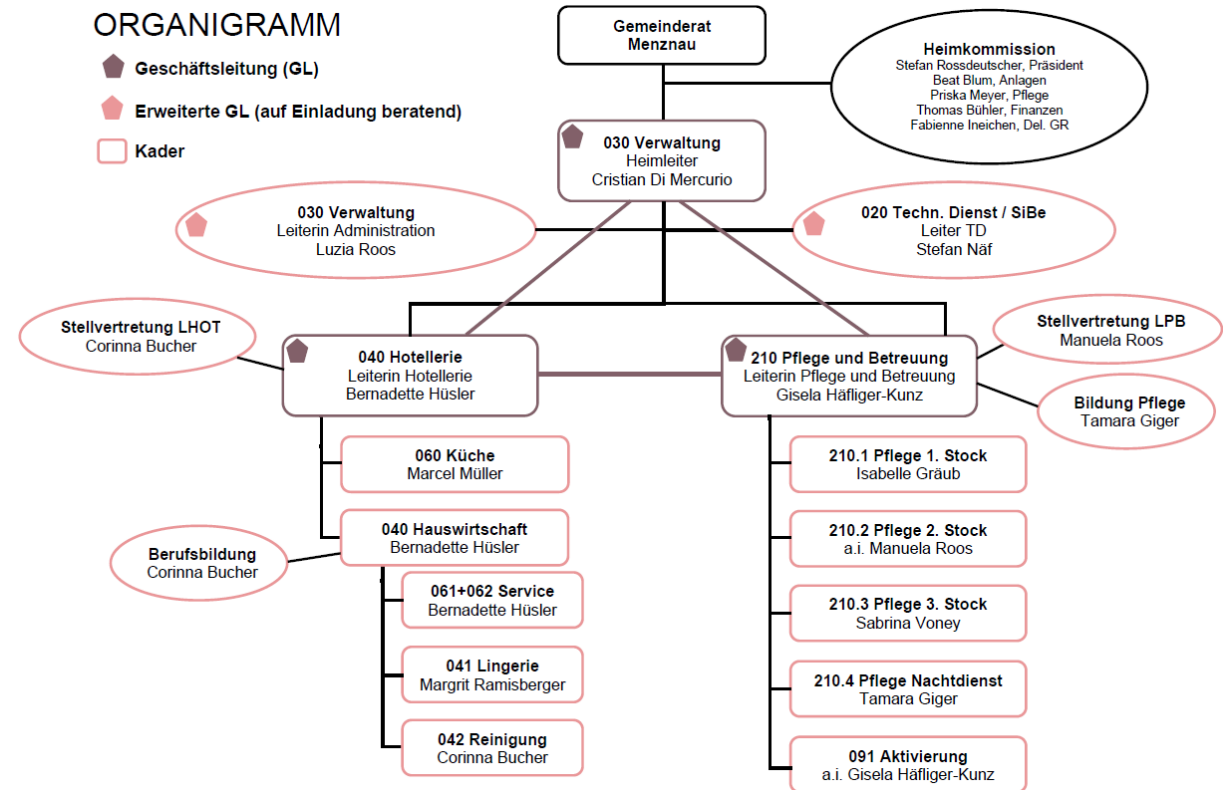 ORGANIGRAMM
Geschäftsleitung (GL)
Erweiterte GL (auf Einladung beratend)
Kader
Gemeinderat
Menznau
Heimkommission
Stefan Rossdeutscher, Präsident
Beat Blum, Anlagen
Priska Meyer, Pflege
Thomas Bühler, Finanzen
Fabienne Ineichen, Del. GR
030 Verwaltung
Heimleiter
Cristian Di Mercurio
030 Verwaltung
Leiterin Administration
Luzia Roos
020 Techn. Dienst / SiBe
Leiter TD
Stefan Näf
Stellvertretung LHOT
Corinna Bucher
040 Hotellerie
Leiterin Hotellerie
Bernadette Hüsler
210 Pflege und Betreuung
Leiterin Pflege und Betreuung
Gisela Häfliger-Kunz
Stellvertretung LPB
Manuela Roos
Bildung Pflege
Tamara Giger
060 Küche
Marcel Müller
040 Hauswirtschaft
Bernadette Hüsler
Berufsbildung
Corinna Bucher
061+062 Service
Bernadette Hüsler
041 Lingerie
Margrit Ramisberger
042 Reinigung
Corinna Bucher
210.1 Pflege 1. Stock
Isabelle Gräub
210.2 Pflege 2. Stock
a.i. Manuela Roos
210.3 Pflege 3. Stock
Sabrina Voney
210.4 Pflege Nachtdienst
Tamara Giger
091 Aktivierung
a.i. Gisela Häfliger-Kunz